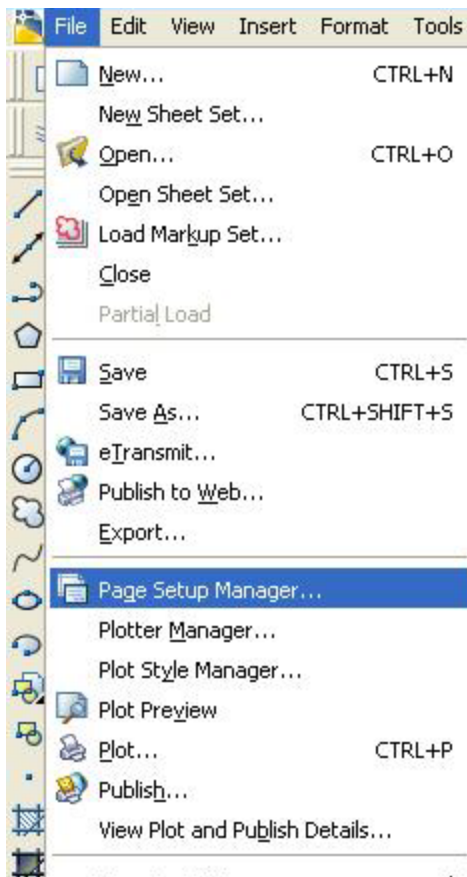 File Edit View Insert Format Tools
New... CTRL+N
New Sheet Set...
Open... CTRL+O
Open Sheet Set...
Load Markup Set...
Close
Partial Load
Save CTRL+S
Save As... CTRL+SHIFT+S
eTransmit...
Publish to Web...
Export...
Page Setup Manager...
Plotter Manager...
Plot Style Manager...
Plot Preview
Plot... CTRL+P
Publish...
View Plot and Publish Details...